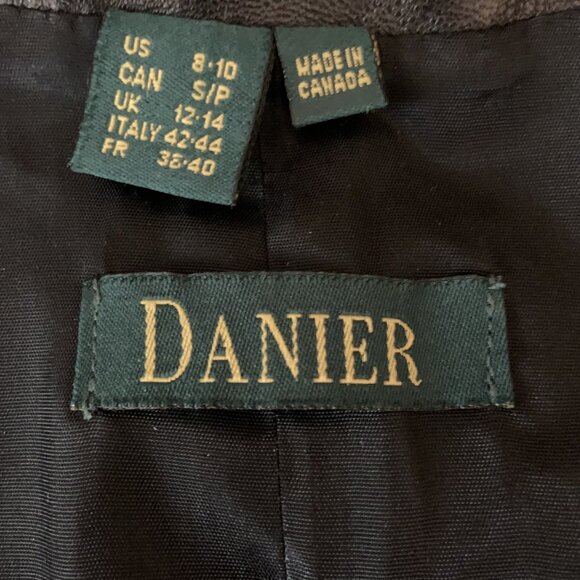 US 8·10
CAN S/P
UK 12·14
ITALY 42·44
FR 38·40
MADE IN
CANADA
DANIER